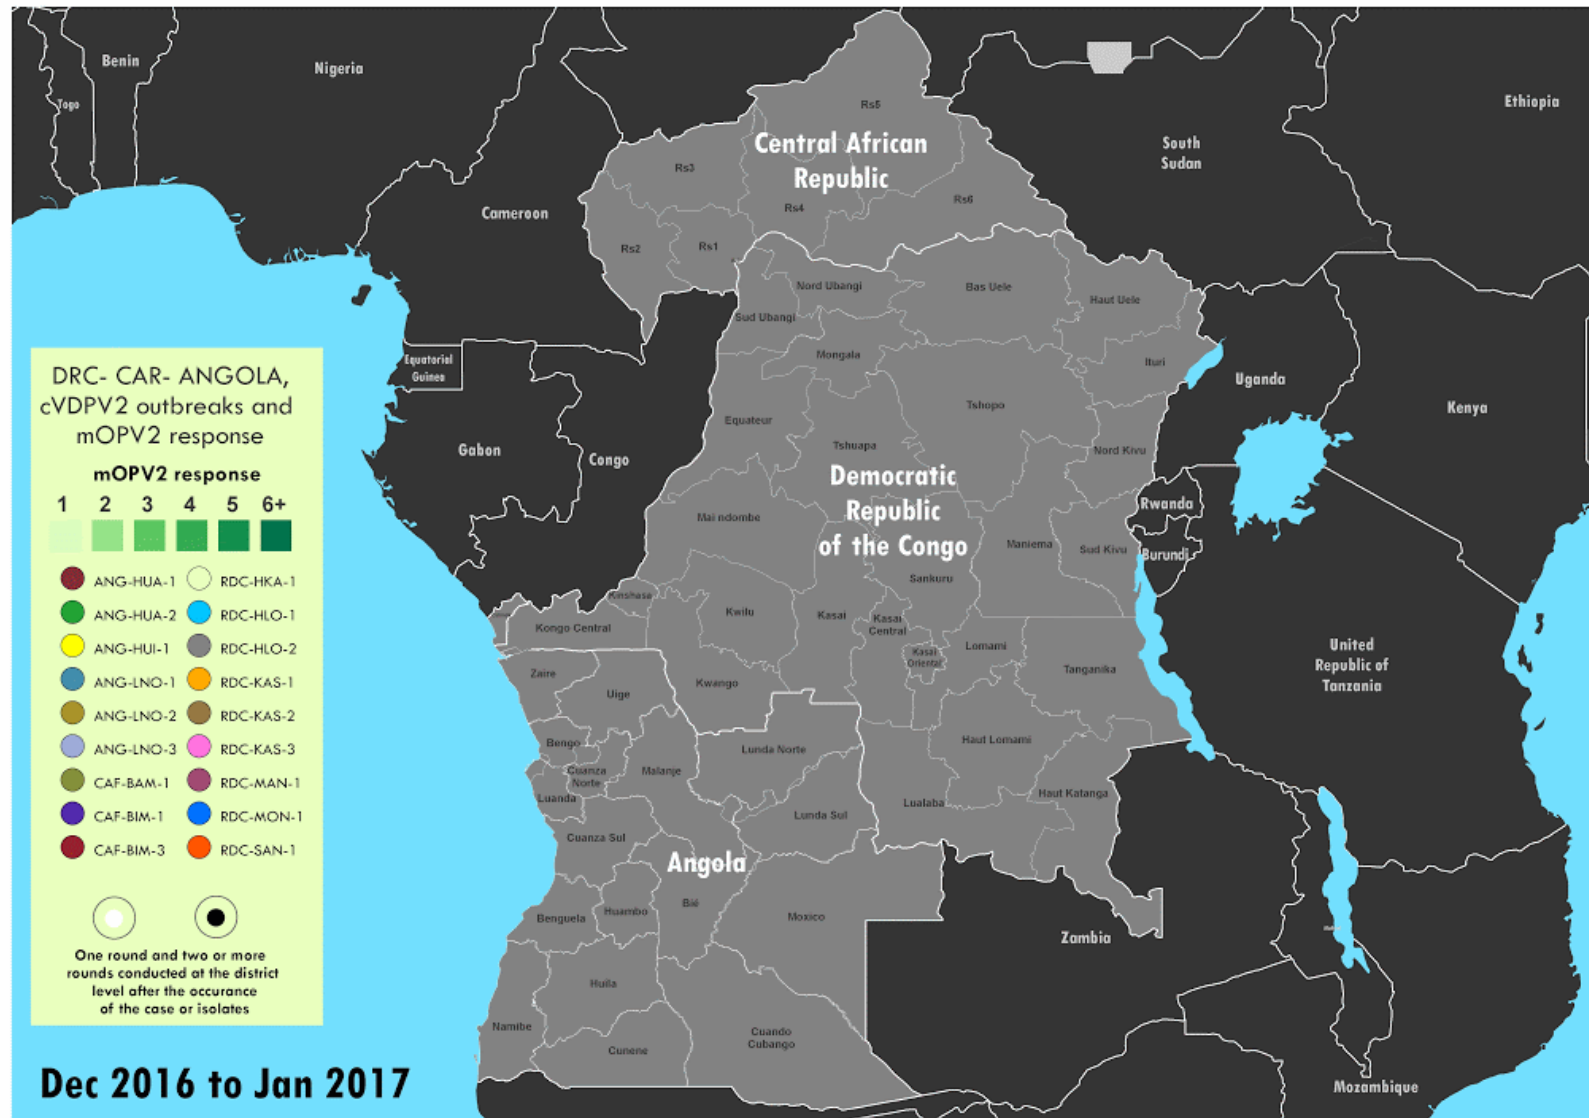 Benin
Nigeria
Togo
Ethiopia
South
Sudan
Cameroon
Central African
Republic
Rs5
Rs3
Rs4
Rs6
Rs2
Rs1
Nord Ubangi
Bas Uele
Haut Uele
Sud Ubangi
Mongala
Ituri
Equatorial
Guinea
Uganda
Kenya
Tshopo
Equateur
Tshuapa
Nord Kivu
Gabon
Congo
Democratic
Republic
of the Congo
Rwanda
Mai ndombe
Maniema
Sud Kivu
Burundi
Sankuru
Kinshasa
Kwilu
Kasai
Kasai
Central
Kongo Central
Lomami
Kasai
Oriental
Tanganika
United
Republic of
Tanzania
Zaire
Uige
Kwango
Bengo
Lunda Norte
Haut Lomami
Cuanza
Norte
Malanje
Luanda
Lualaba
Haut Katanga
Lunda Sul
Cuanza Sul
Angola
Bié
Benguela
Huambo
Moxico
Zambia
Huila
Namibe
Cunene
Cuando
Cubango
Mozambique
DRC- CAR- ANGOLA,
cVDPV2 outbreaks and
mOPV2 response
mOPV2 response
1 2 3 4 5 6+
ANG-HUA-1 RDC-HKA-1
ANG-HUA-2 RDC-HLO-1
ANG-HUI-1 RDC-HLO-2
ANG-LNO-1 RDC-KAS-1
ANG-LNO-2 RDC-KAS-2
ANG-LNO-3 RDC-KAS-3
CAF-BAM-1 RDC-MAN-1
CAF-BIM-1 RDC-MON-1
CAF-BIM-3 RDC-SAN-1
One round and two or more
rounds conducted at the district
level after the occurance
of the case or isolates
Dec 2016 to Jan 2017